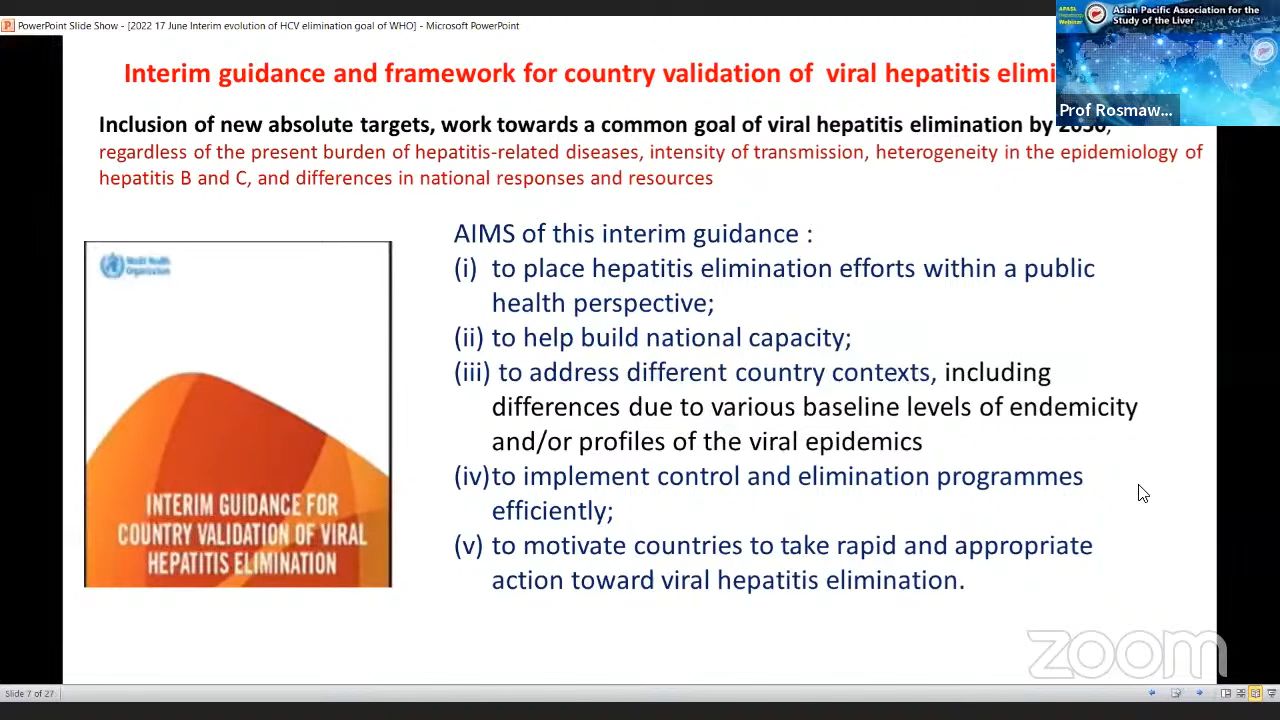 PowerPoint Slide Show - [2022 17 June Interim evolution of HCV elimination goal of WHO] - Microsoft PowerPoint
APASL
Webinar
Asian Pacific Association for the
Study of the Liver
Prof Rosmaw...
Interim guidance and framework for country validation of viral hepatitis elimi
Inclusion of new absolute targets, work towards a common goal of viral hepatitis elimination by 2030,
regardless of the present burden of hepatitis-related diseases, intensity of transmission, heterogeneity in the epidemiology of
hepatitis B and C, and differences in national responses and resources
World Health
Organization
INTERIM GUIDANCE FOR
COUNTRY VALIDATION OF VIRAL
HEPATITIS ELIMINATION
AIMS of this interim guidance :
(i) to place hepatitis elimination efforts within a public
health perspective;
(ii) to help build national capacity;
(iii) to address different country contexts, including
differences due to various baseline levels of endemicity
and/or profiles of the viral epidemics
(iv)to implement control and elimination programmes
efficiently;
(v) to motivate countries to take rapid and appropriate
action toward viral hepatitis elimination.
zoom
Slide 7 of 27